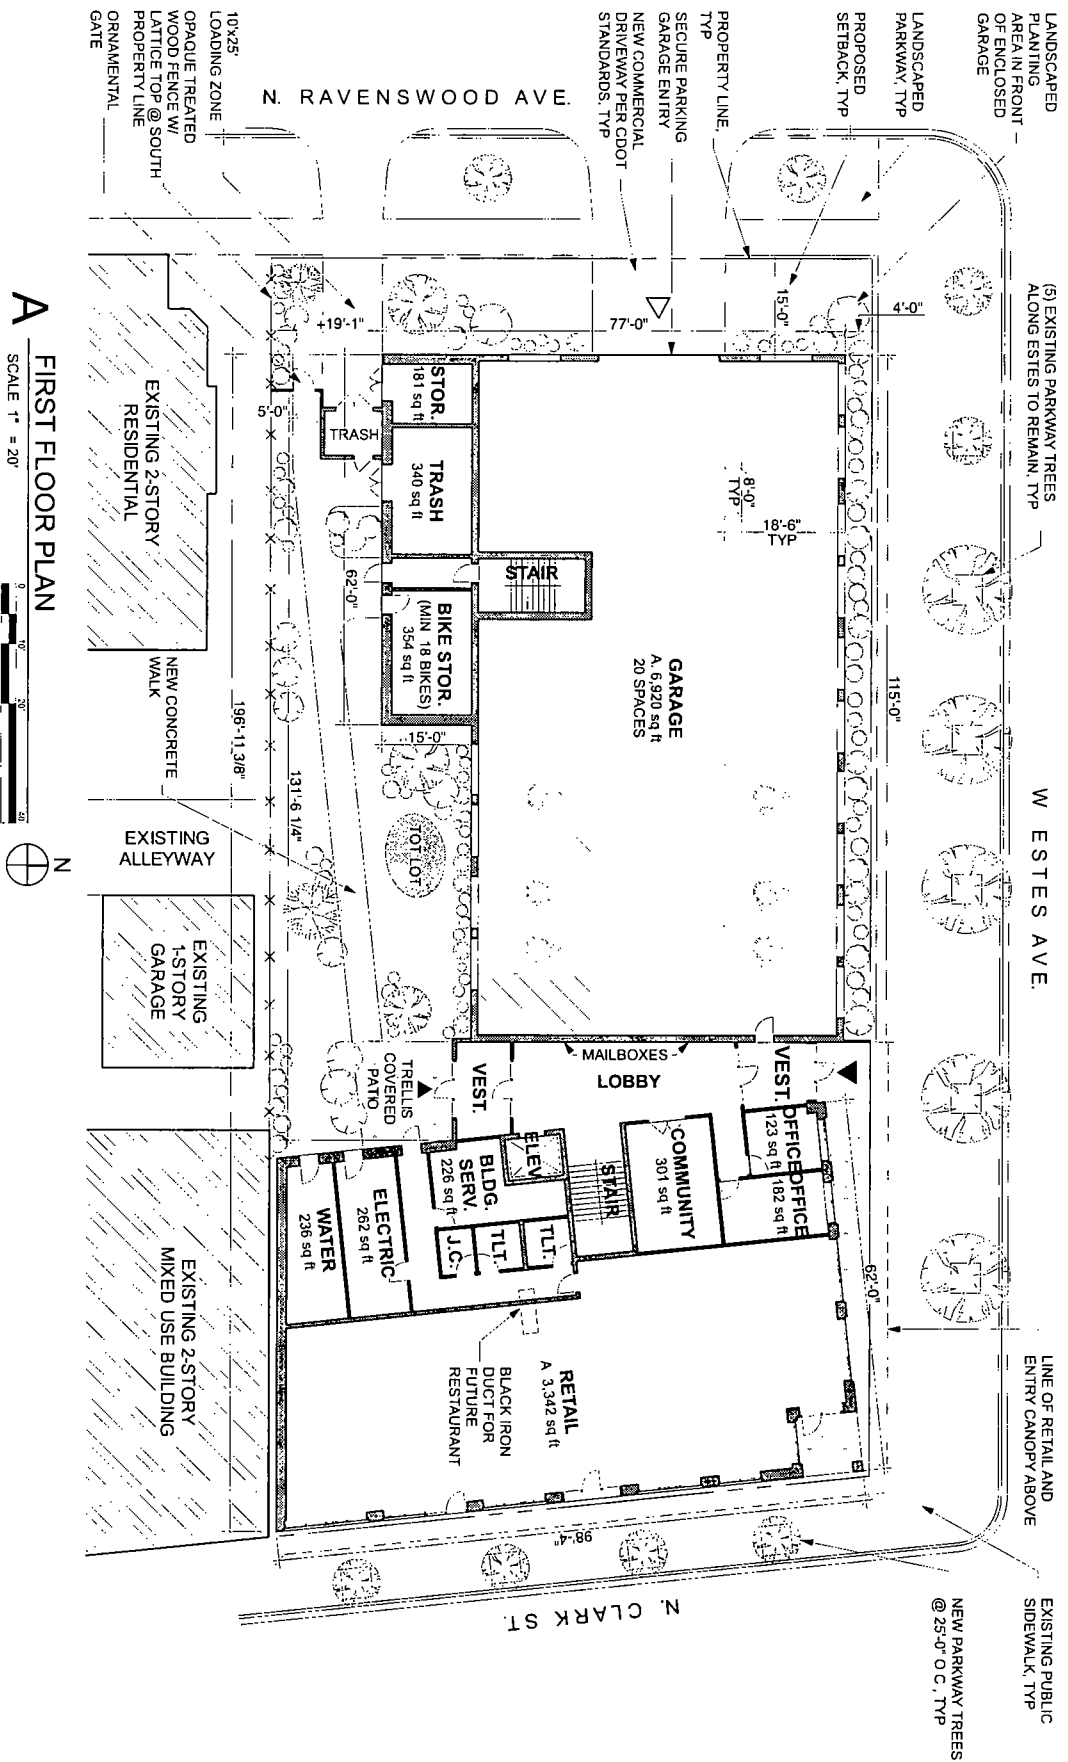 LANDSCAPED
PLANTING
AREA IN FRONT
OF ENCLOSED
GARAGE
LANDSCAPED
PARKWAY, TYP
PROPOSED
SETBACK, TYP
PROPERTY LINE,
TYP
SECURE PARKING
GARAGE ENTRY
NEW COMMERCIAL
DRIVEWAY PER CDOT
STANDARDS, TYP
N. RAVENSWOOD AVE.
10'x25'
LOADING ZONE
OPAQUE TREATED
WOOD FENCE W/
LATTICE TOP @ SOUTH
PROPERTY LINE
ORNAMENTAL
GATE
(5) EXISTING PARKWAY TREES
ALONG ESTES TO REMAIN, TYP
W ESTES AVE.
LINE OF RETAIL AND
ENTRY CANOPY ABOVE
EXISTING PUBLIC
SIDEWALK, TYP
NEW PARKWAY TREES
@ 25'-0" O C , TYP
N. CLARK ST.
4'-0"
15'-0"
77'-0"
+19'-1"
5'-0"
115'-0"
8'-0"
TYP
18'-6"
TYP
STOR.
181 sq ft
TRASH
TRASH
340 sq ft
STAIR
BIKE STOR.
(MIN 18 BIKES)
354 sq ft
62'-0"
15'-0"
GARAGE
A. 6,920 sq ft
20 SPACES
TOT LOT
NEW CONCRETE
WALK
196'-11 3/8"
131'-6 1/4"
MAILBOXES
LOBBY
VEST.
VEST.
TRELLIS
COVERED
PATIO
OFFICE
123 sq ft
OFFICE
182 sq ft
COMMUNITY
301 sq ft
STAIR
ELEV
BLDG.
SERV.
226 sq ft
TLT.
TLT
J.C.
ELECTRIC
262 sq ft
WATER
236 sq ft
RETAIL
A 3,342 sq ft
BLACK IRON
DUCT FOR
FUTURE
RESTAURANT
62'-0"
98'-4"
EXISTING 2-STORY
RESIDENTIAL
EXISTING
ALLEYWAY
EXISTING
1-STORY
GARAGE
EXISTING 2-STORY
MIXED USE BUILDING
A
FIRST FLOOR PLAN
SCALE 1" = 20'
0 10' 20' 40
N